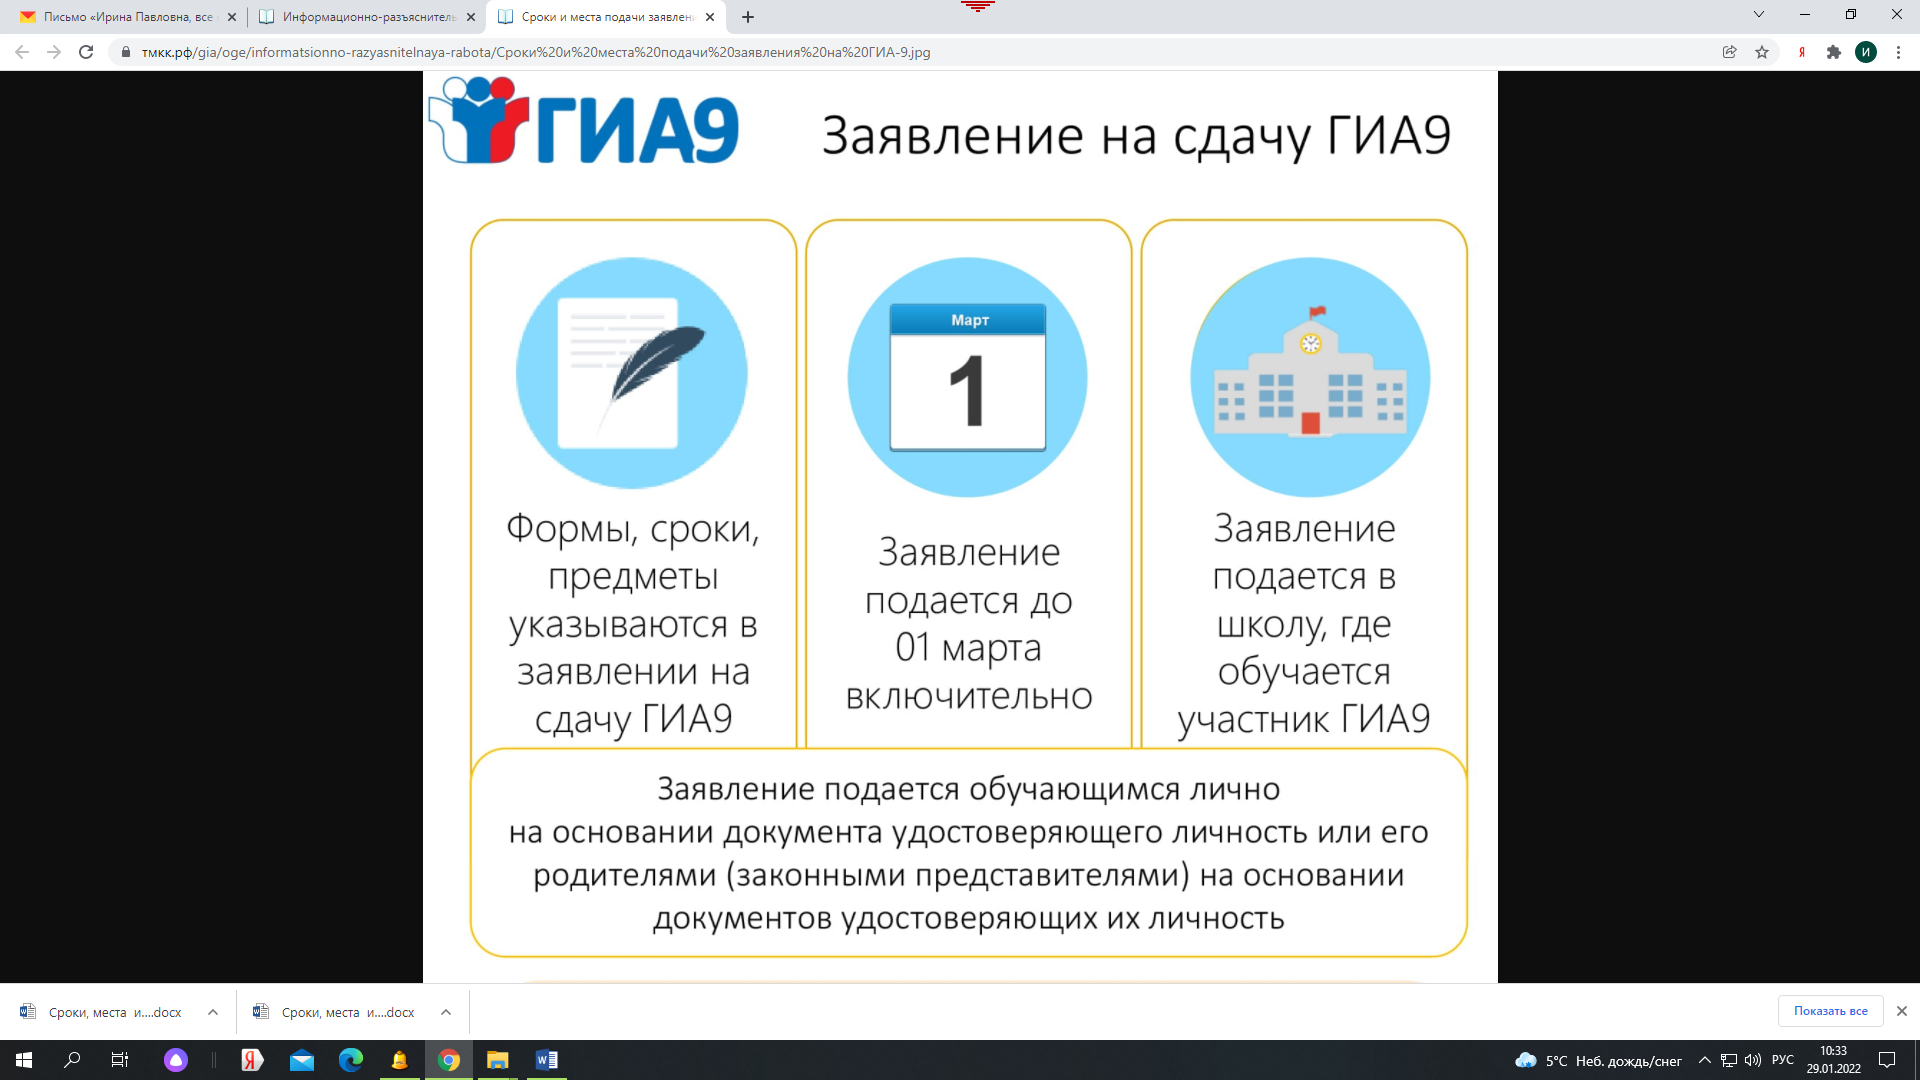 Письмо «Ирина Павловна, все
Информационно-разъяснитель
Сроки и места подачи заявлени
тмкк.рф/gia/oge/informatsionno-razyasnitelnaya-rabota/Сроки%20и%20места%20подачи%20заявления%20на%20ГИА-9.jpg
Я
И
ГИА9
Заявление на сдачу ГИА9
Формы, сроки,
предметы
указываются в
заявлении на
сдачу ГИА9
Март
1
Заявление
подается до
01 марта
включительно
Заявление
подается в
школу, где
обучается
участник ГИА9
Заявление подается обучающимся лично
на основании документа удостоверяющего личность или его
родителями (законными представителями) на основании
документов удостоверяющих их личность
Сроки, места и....docx
Сроки, места и....docx
Показать все
Я
5°C Неб. дождь/снег
РУС
10:33
29.01.2022